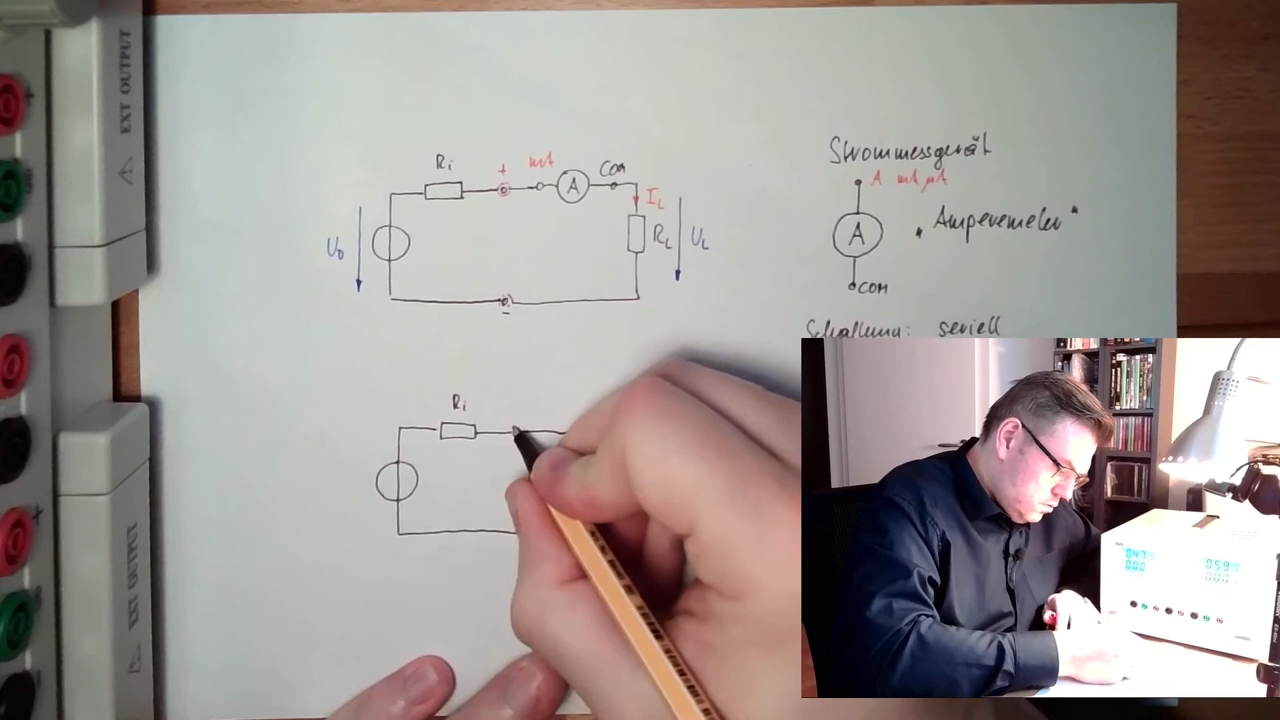 EXT OUTPUT
EXT OUTPUT
Ri
+
mA
COM
A
IL
U0
RL
UL
-
Strommessgerät
A mA µA
A
"Amperemeter"
COM
Schaltung: seriell
Ri